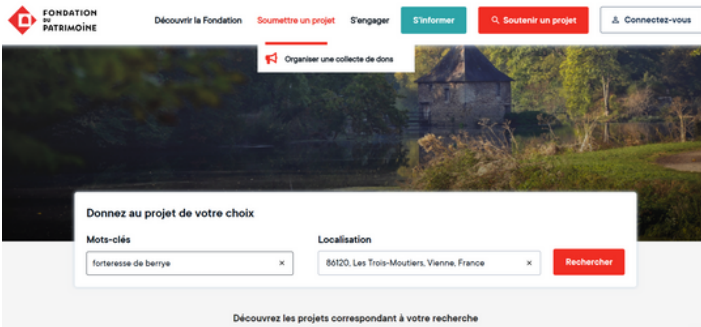 FONDATION
DU
PATRIMOINE
Découvrir la Fondation
Soumettre un projet
S'engager
S'informer
Soutenir un projet
Connectez-vous
Organiser une collecte de dons
Donnez au projet de votre choix
Mots-clés
Localisation
forteresse de berrye ×
86120, Les Trois-Moutiers, Vienne, France ×
Rechercher
Découvrez les projets correspondant à votre recherche